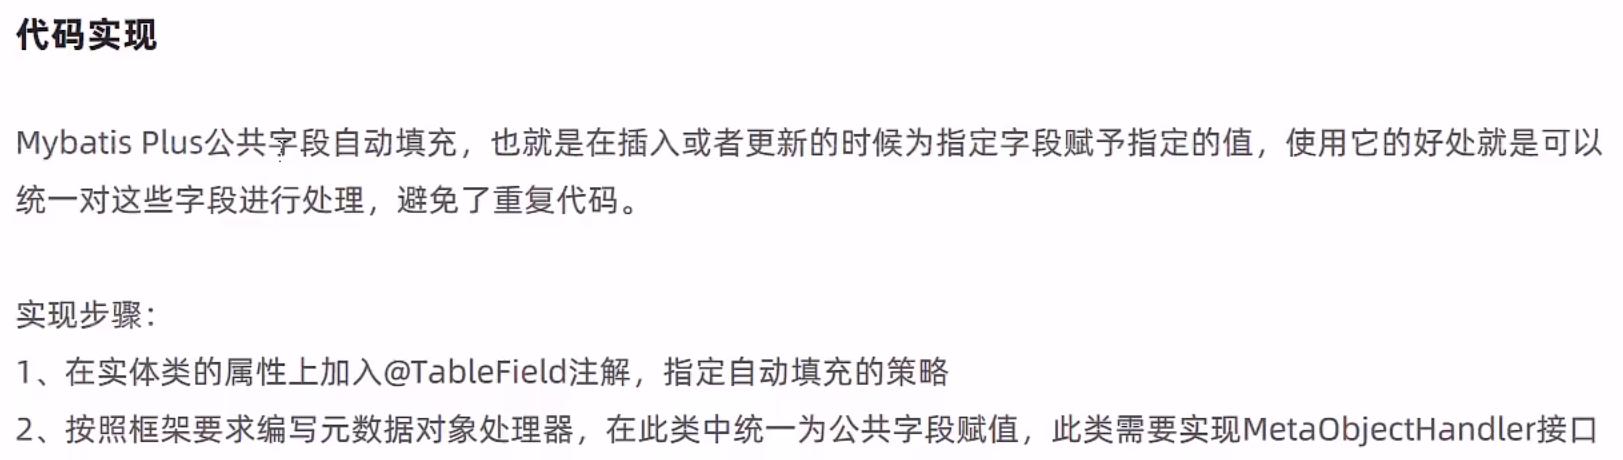 代码实现
Mybatis Plus公共字段自动填充，也就是在插入或者更新的时候为指定字段赋予指定的值，使用它的好处就是可以
统一对这些字段进行处理，避免了重复代码。
实现步骤：
1、在实体类的属性上加入@TableField注解，指定自动填充的策略
2、按照框架要求编写元数据对象处理器，在此类中统一为公共字段赋值，此类需要实现MetaObjectHandler接口